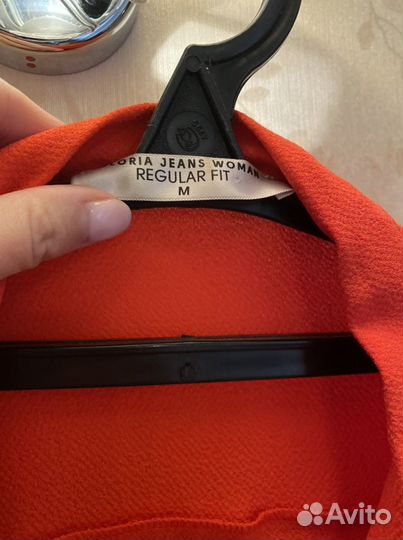 ORIA JEANS WOMAN
REGULAR FIT
M
Avito